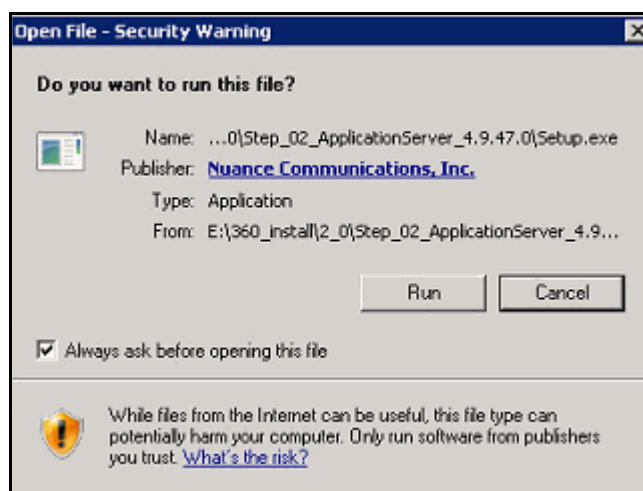 Open File - Security Warning
Do you want to run this file?
Name: ...0\Step_02_ApplicationServer_4.9.47.0\Setup.exe
Publisher: Nuance Communications, Inc.
Type: Application
From: E:\360_install\2_0\Step_02_ApplicationServer_4.9...
Run Cancel
Always ask before opening this file
While files from the Internet can be useful, this file type can
potentially harm your computer. Only run software from publishers
you trust. What's the risk?